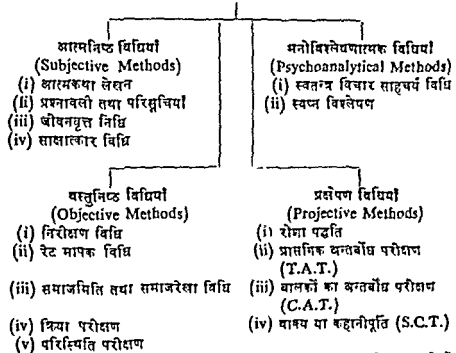 आत्मनिष्ठ विधियाँ
(Subjective Methods)
(i) आत्मकथा लेखन
(ii) प्रश्नावली तथा परिसूचियाँ
(iii) जीवनवृत्त निधि
(iv) साक्षात्कार विधि
मनोविश्लेषणात्मक विधियाँ
(Psychoanalytical Methods)
(i) स्वतन्त्र विचार साहचर्य विधि
(ii) स्वप्न विश्लेषण
वस्तुनिष्ठ विधियाँ
(Objective Methods)
(i) निरीक्षण विधि
(ii) रेट मापक विधि
(iii) समाजमिति तथा समाजरेखा विधि
(iv) क्रिया परीक्षण
(v) परिस्थिति परीक्षण
प्रक्षेपण विधियाँ
(Projective Methods)
(i) रोर्शा पद्धति
(ii) प्रासगिक अन्तर्बोध परीक्षण
(T.A.T.)
(iii) बालकों का अन्तर्बोध परीक्षण
(C.A.T.)
(iv) वाक्य या कहानीपूर्ति (S.C.T.)